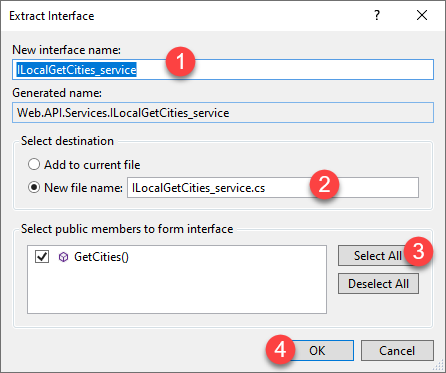 Extract Interface ? ×
New interface name:
ILocalGetCities_service 1
Generated name:
Web.API.Services.ILocalGetCities_service
Select destination
Add to current file
New file name: ILocalGetCities_service.cs 2
Select public members to form interface
GetCities()
Select All 3
Deselect All
4 OK Cancel